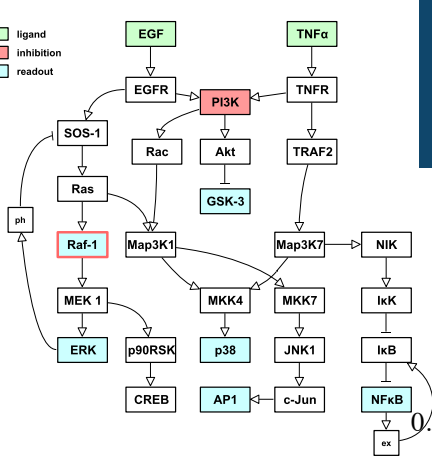 ligand
inhibition
readout
EGF
TNFα
EGFR
PI3K
TNFR
SOS-1
Rac
Akt
TRAF2
Ras
GSK-3
ph
Raf-1
Map3K1
Map3K7
NIK
MEK 1
MKK4
MKK7
IκK
ERK
p90RSK
p38
JNK1
IκB
CREB
AP1
c-Jun
NFκB
ex
0.